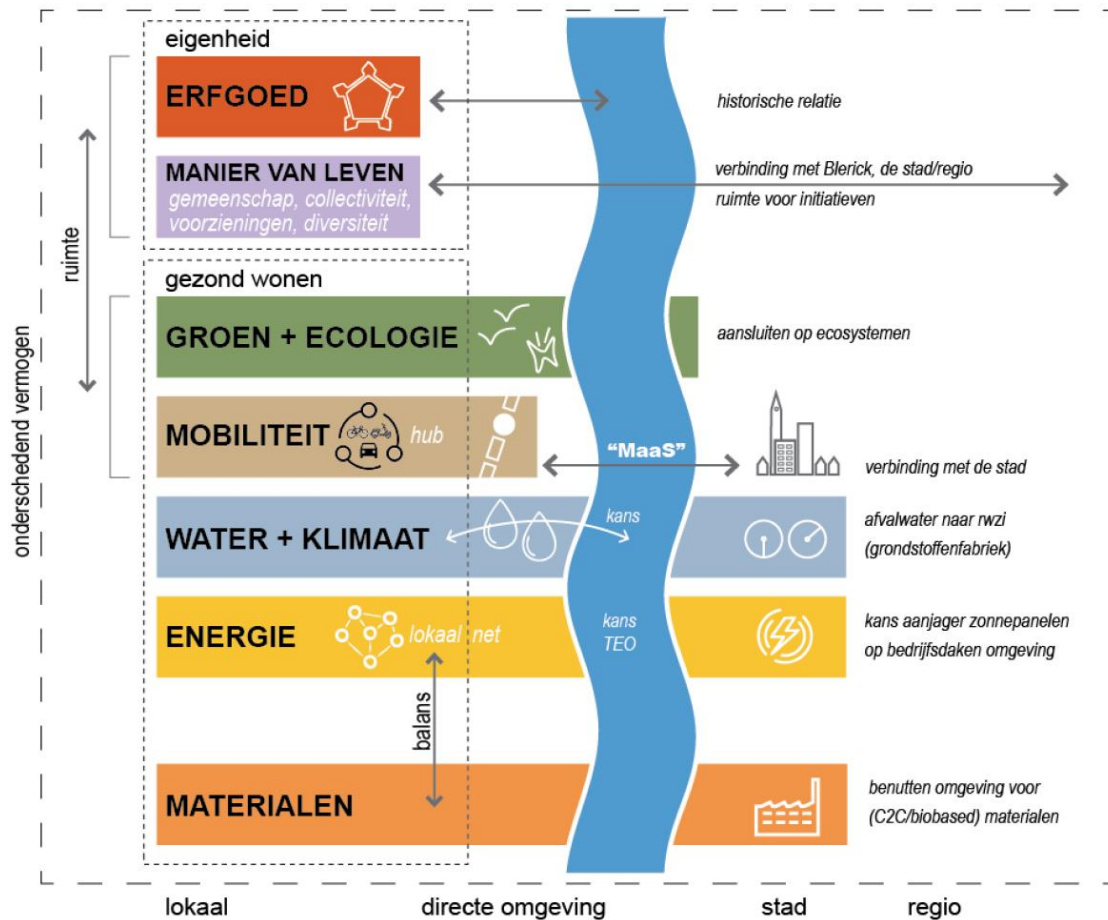 eigenheid
ERFGOED
historische relatie
MANIER VAN LEVEN
gemeenschap, collectiviteit,
voorzieningen, diversiteit
verbinding met Blerick, de stad/regio
ruimte voor initiatieven
ruimte
onderschedend vermogen
gezond wonen
GROEN + ECOLOGIE
aansluiten op ecosystemen
MOBILITEIT
hub
“MaaS”
verbinding met de stad
WATER + KLIMAAT
kans
afvalwater naar rwzi
(grondstoffenfabriek)
ENERGIE
lokaal net
kans
TEO
kans aanjager zonnepanelen
op bedrijfsdaken omgeving
balans
MATERIALEN
benutten omgeving voor
(C2C/biobased) materialen
lokaal
directe omgeving
stad
regio